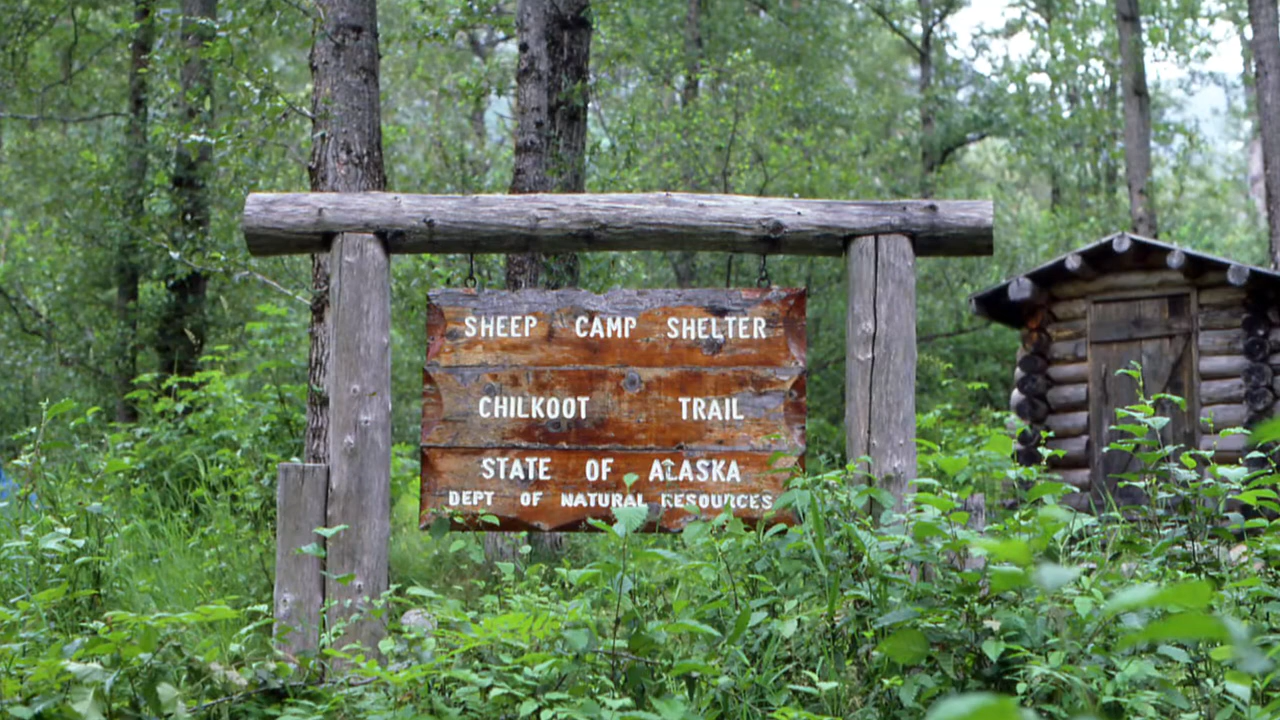 SHEEP CAMP SHELTER
CHILKOOT TRAIL
STATE OF ALASKA
DEPT OF NATURAL RESOURCES